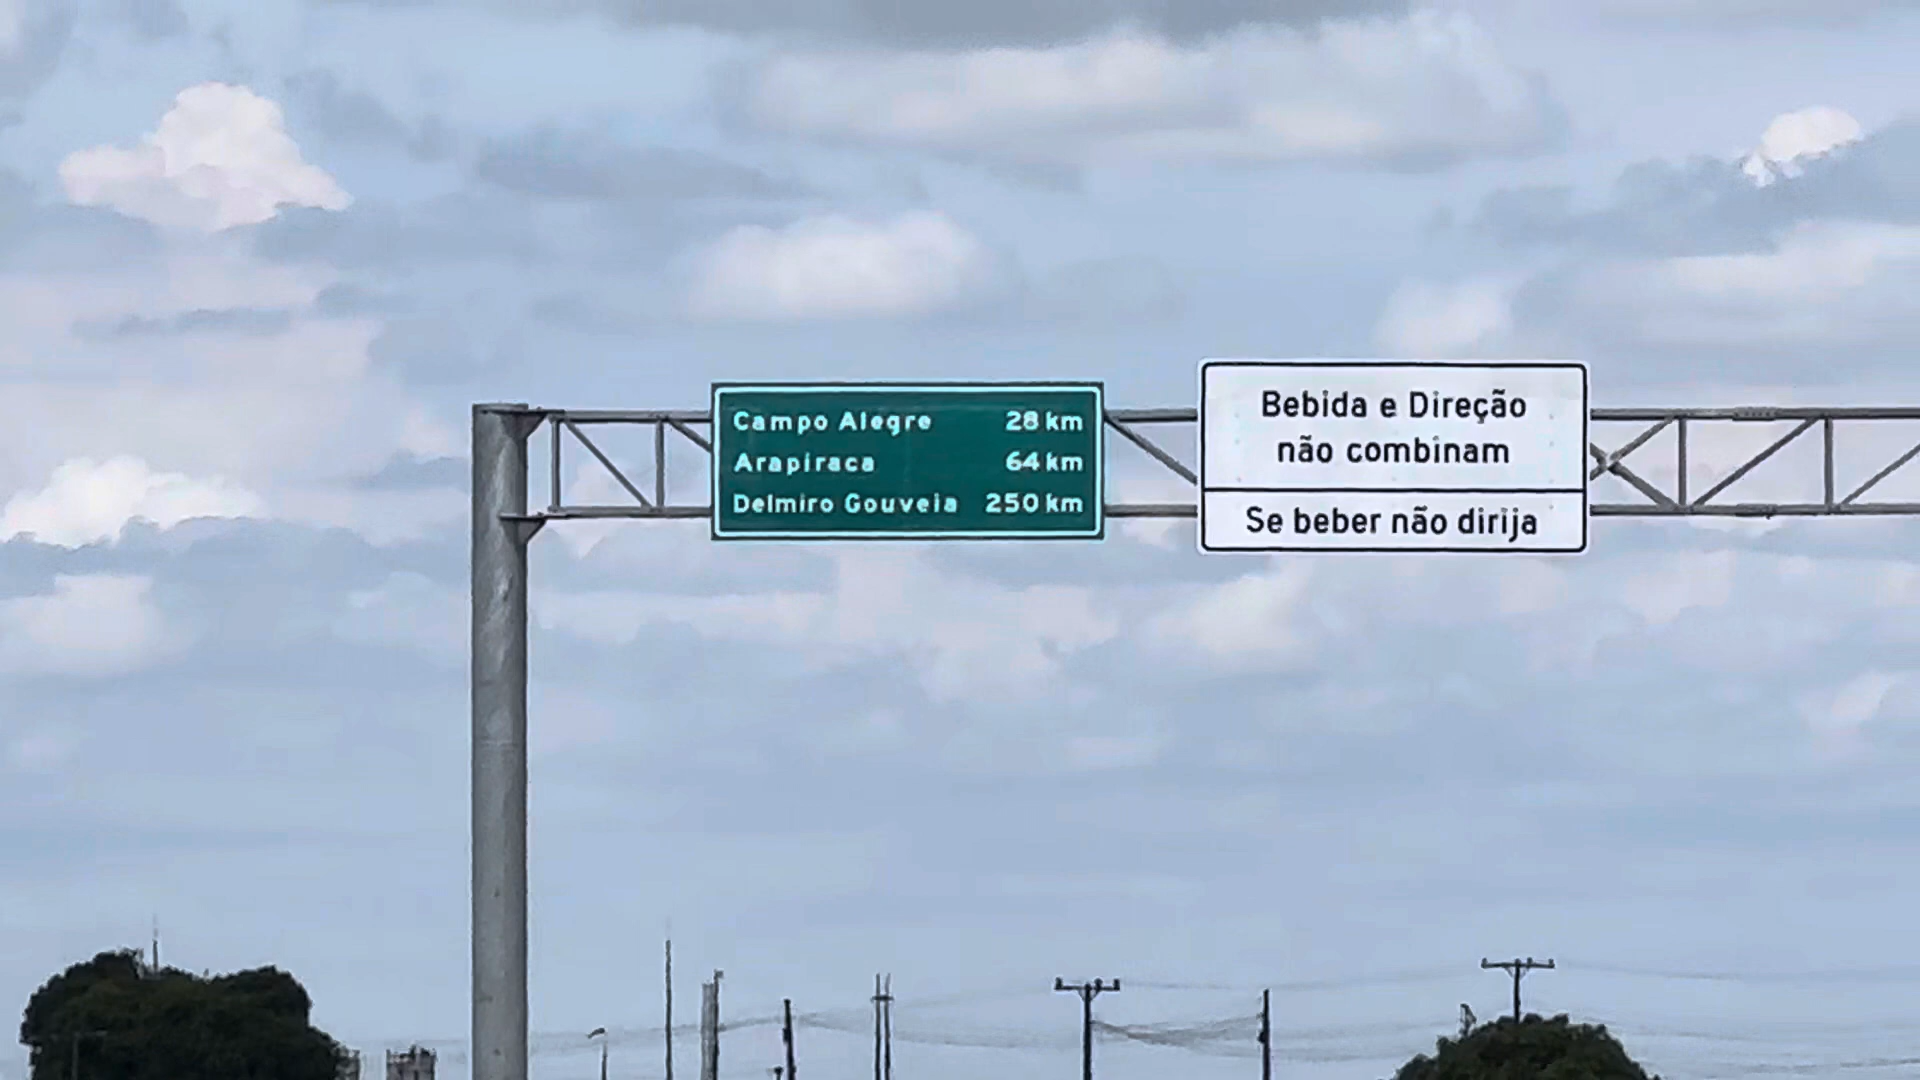 Campo Alegre 28 km
Arapiraca 64 km
Delmiro Gouveia 250 km
Bebida e Direção
não combinam
Se beber não dirija